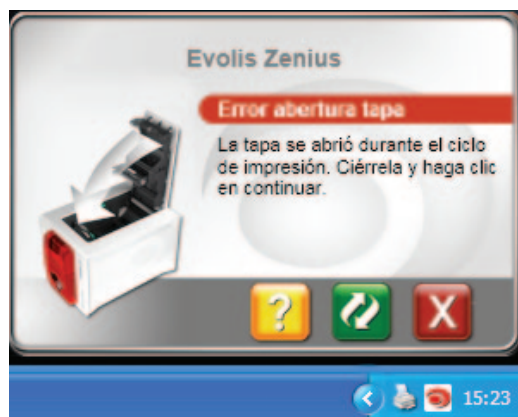 Evolis Zenius
Error abertura tapa
La tapa se abrió durante el ciclo
de impresión. Ciérrela y haga clic
en continuar.
?
X
15:23